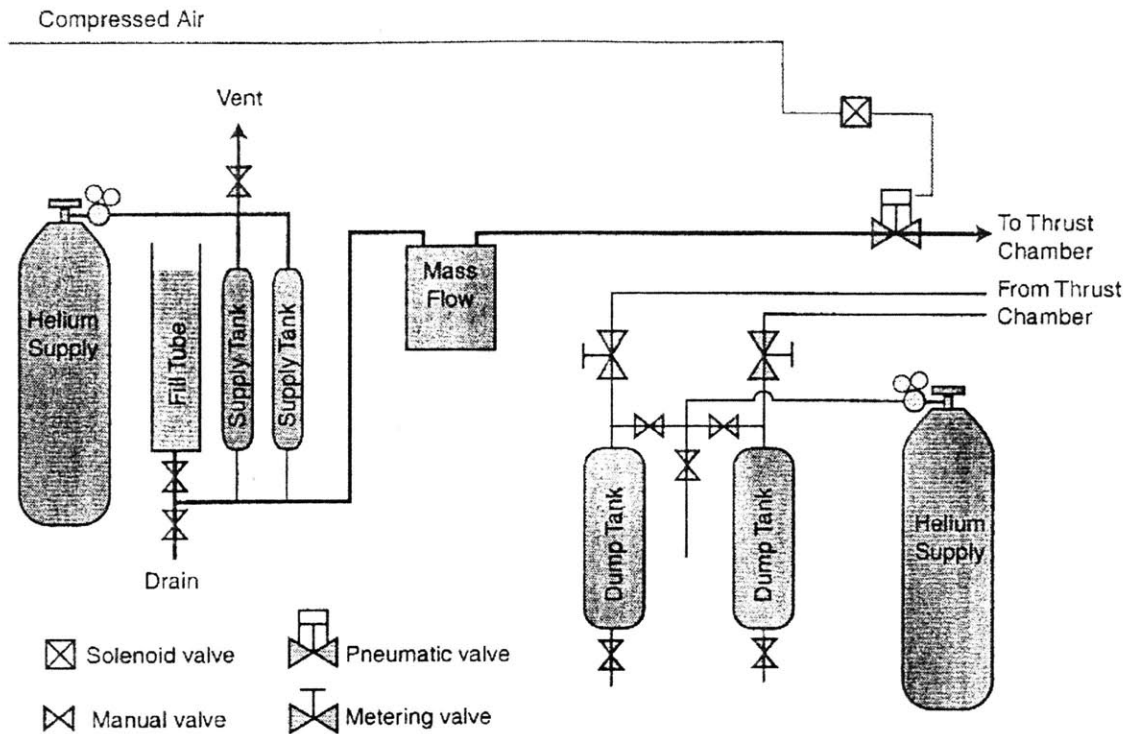 Compressed Air
Vent
To Thrust
Chamber
Mass
Flow
From Thrust
Chamber
Helium
Supply
Fill Tube
Supply Tank
Supply Tank
Dump Tank
Dump Tank
Helium
Supply
Drain
Solenoid valve
Pneumatic valve
Manual valve
Metering valve